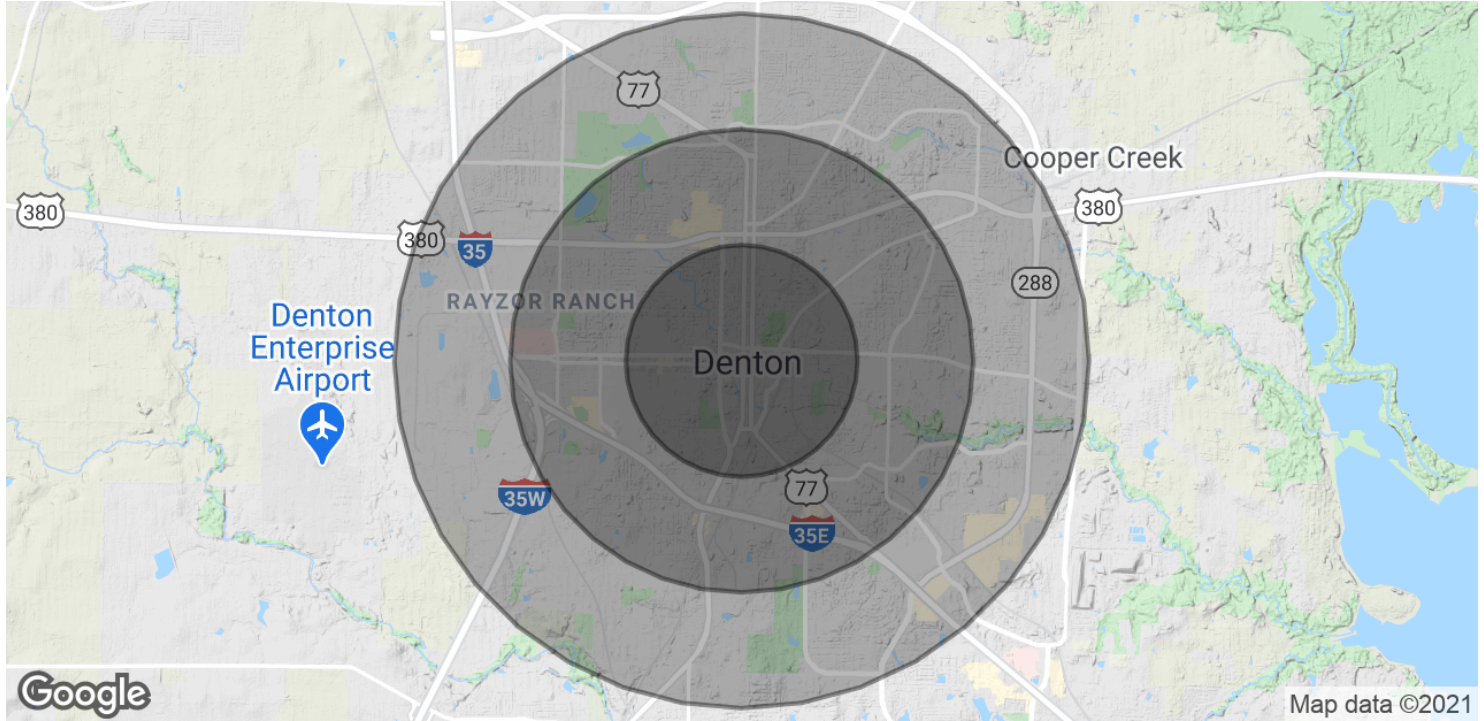 77
Cooper Creek
380
380
380
35
288
RAYZOR RANCH
Denton
Enterprise
Airport
Denton
77
35W
35E
Google
Map data ©2021